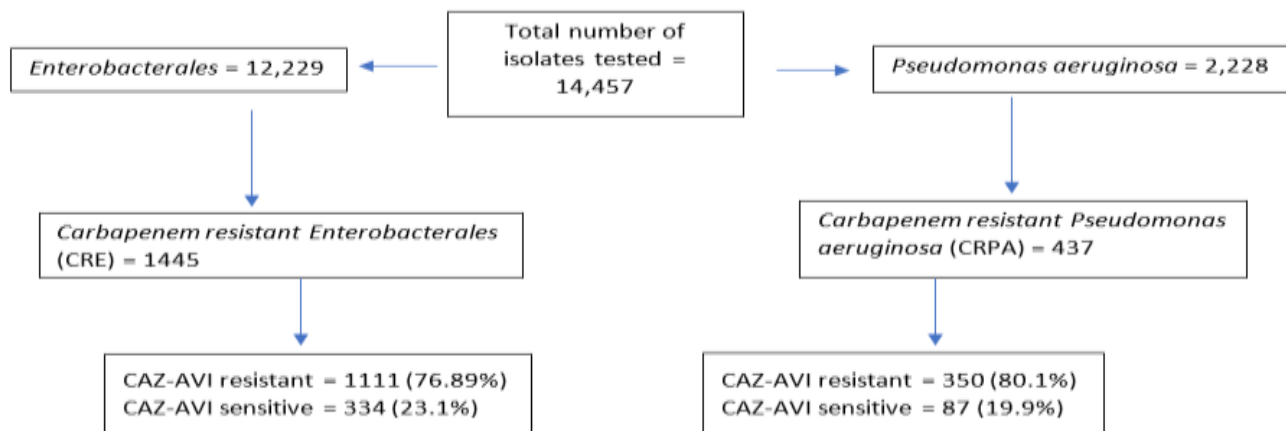 Total number of
isolates tested =
14,457
Enterobacterales = 12,229
Pseudomonas aeruginosa = 2,228
Carbapenem resistant Enterobacterales
(CRE) = 1445
Carbapenem resistant Pseudomonas
aeruginosa (CRPA) = 437
CAZ-AVI resistant = 1111 (76.89%)
CAZ-AVI sensitive = 334 (23.1%)
CAZ-AVI resistant = 350 (80.1%)
CAZ-AVI sensitive = 87 (19.9%)